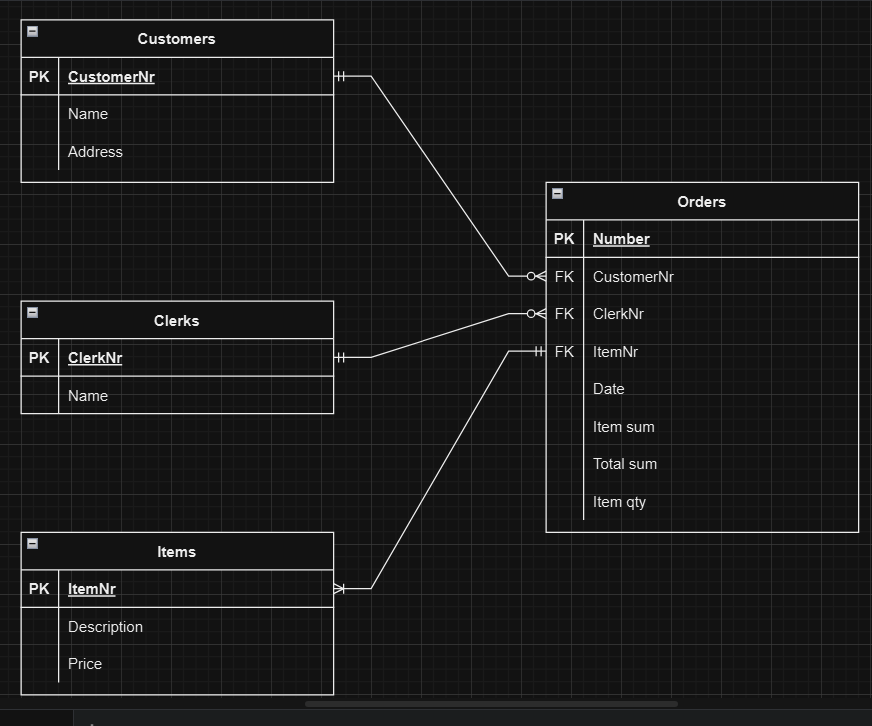 Customers
PK CustomerNr
Name
Address
Orders
PK Number
FK CustomerNr
FK ClerkNr
FK ItemNr
Date
Item sum
Total sum
Item qty
Clerks
PK ClerkNr
Name
Items
PK ItemNr
Description
Price